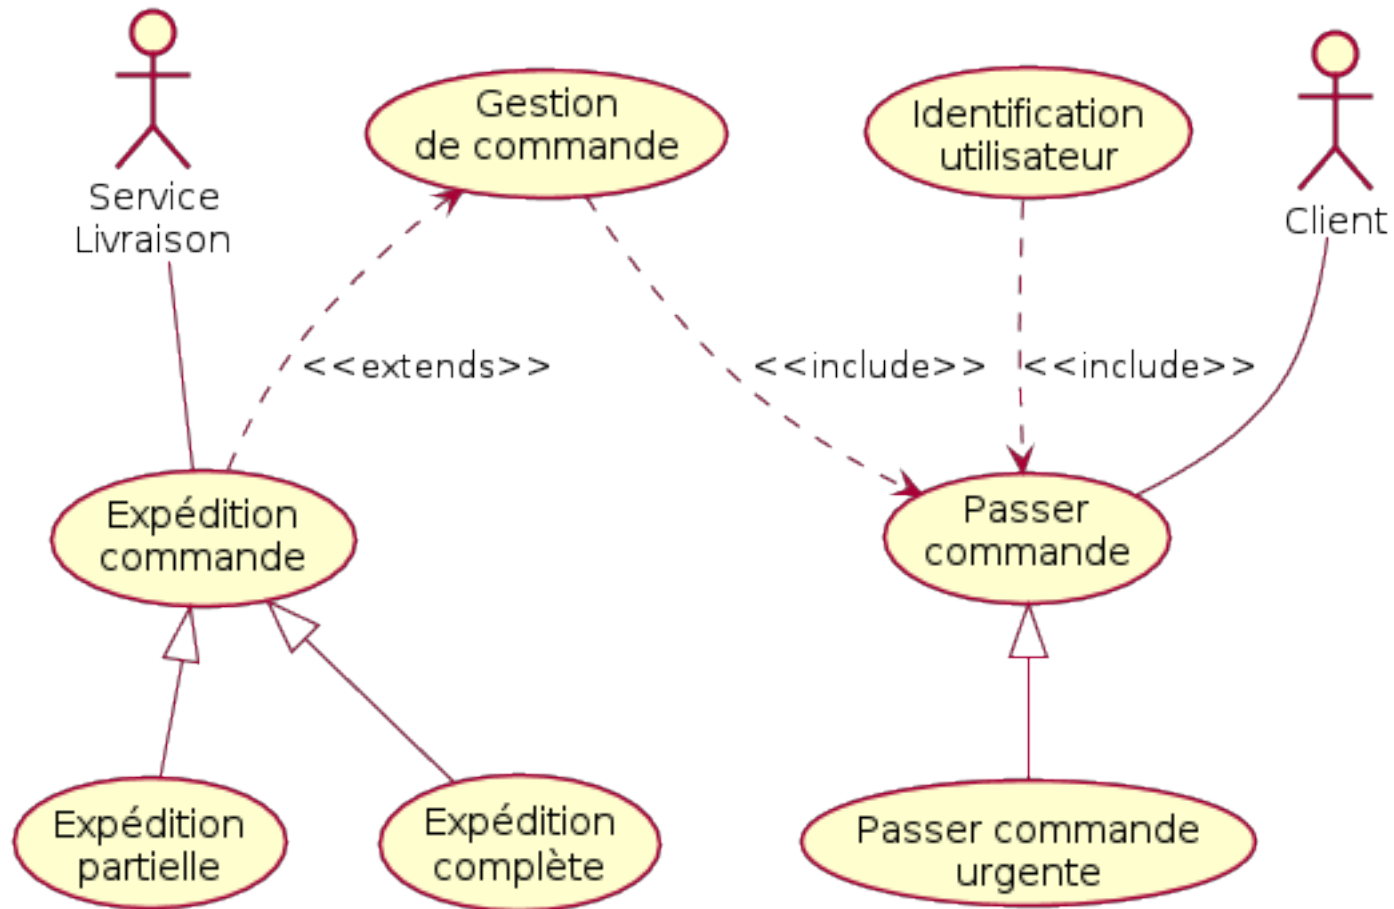 Service
Livraison
Gestion
de commande
Identification
utilisateur
Client
<<extends>>
<<include>>
<<include>>
Expédition
commande
Passer
commande
Expédition
partielle
Expédition
complète
Passer commande
urgente